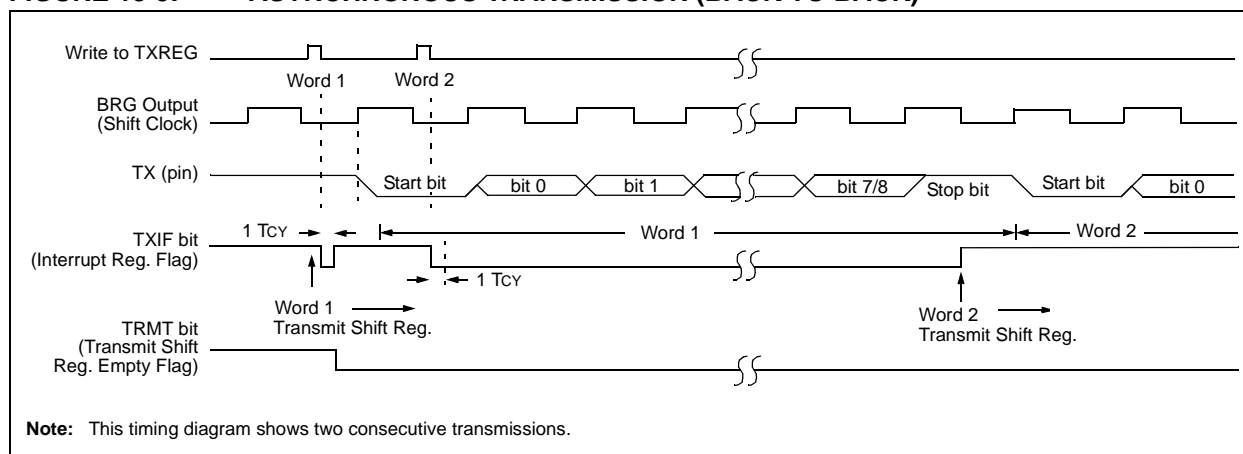 Write to TXREG
Word 1
Word 2
BRG Output
(Shift Clock)
TX (pin)
Start bit
bit 0
bit 1
bit 7/8
Stop bit
Start bit
bit 0
1 TCY
TXIF bit
(Interrupt Reg. Flag)
Word 1
Word 2
1 TCY
Word 1
Transmit Shift Reg.
Word 2
Transmit Shift Reg.
TRMT bit
(Transmit Shift
Reg. Empty Flag)
Note: This timing diagram shows two consecutive transmissions.